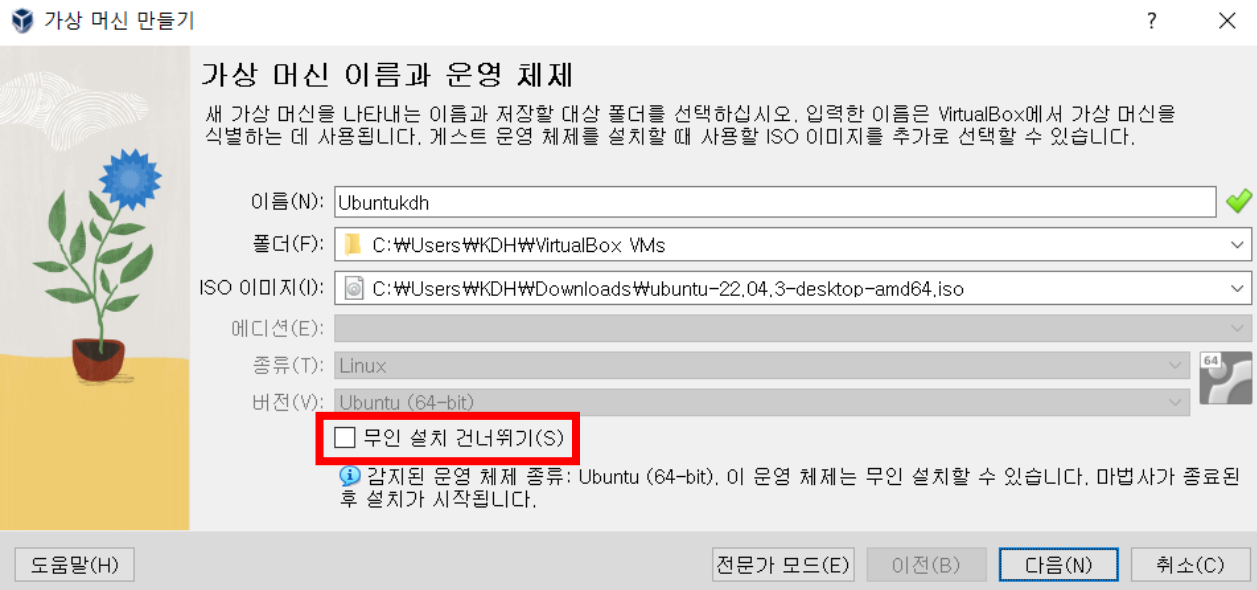 가상 머신 만들기
? ×
가상 머신 이름과 운영 체제
새 가상 머신을 나타내는 이름과 저장할 대상 폴더를 선택하십시오. 입력한 이름은 VirtualBox에서 가상 머신을
식별하는 데 사용됩니다. 게스트 운영 체제를 설치할 때 사용할 ISO 이미지를 추가로 선택할 수 있습니다.
이름(N): Ubuntukdh
폴더(F): C:₩Users₩KDH₩VirtualBox VMs
ISO 이미지(I): C:₩Users₩KDH₩Downloads₩ubuntu-22.04.3-desktop-amd64.iso
에디션(E):
종류(T): Linux
64
버전(V): Ubuntu (64-bit)
무인 설치 건너뛰기(S)
감지된 운영 체제 종류: Ubuntu (64-bit). 이 운영 체제는 무인 설치할 수 있습니다. 마법사가 종료된
후 설치가 시작됩니다.
도움말(H) 전문가 모드(E) 이전(B) 다음(N) 취소(C)